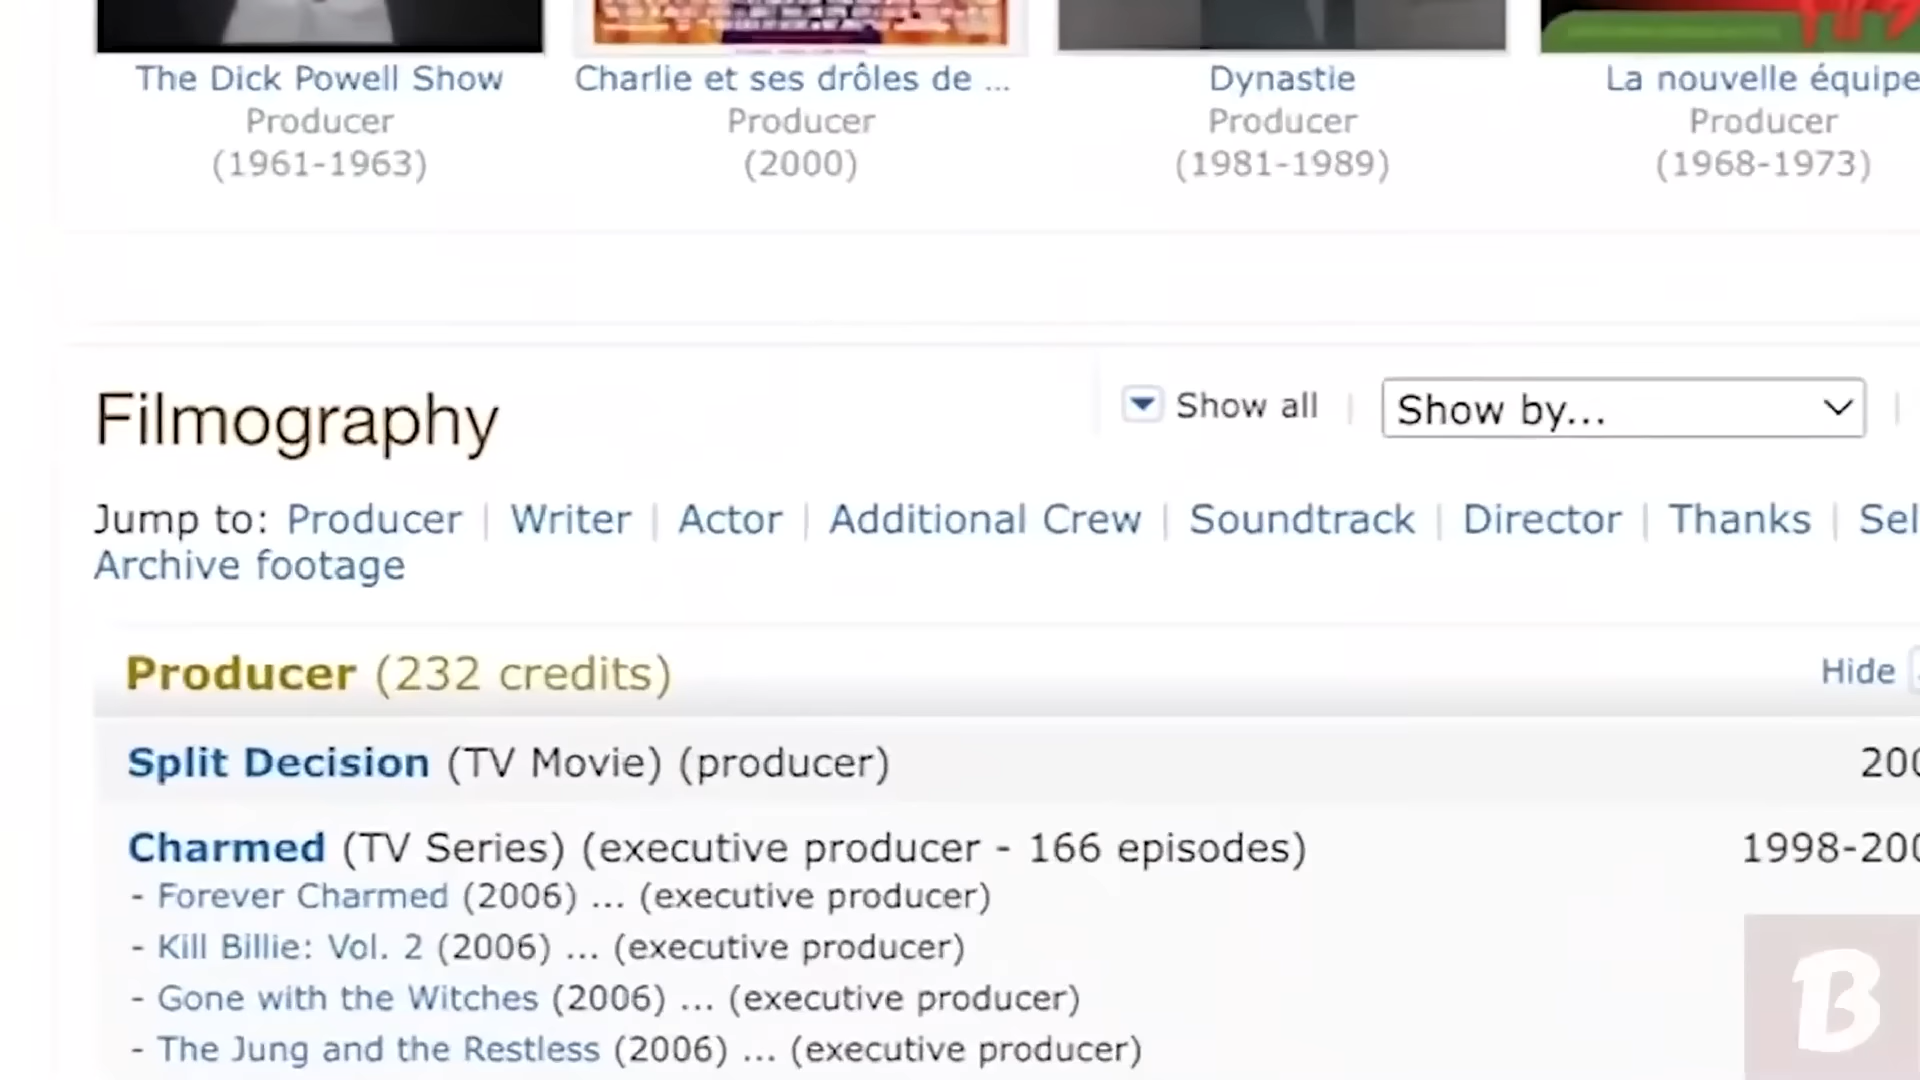 The Dick Powell Show
Producer
(1961-1963)
Charlie et ses drôles de ...
Producer
(2000)
Dynastie
Producer
(1981-1989)
La nouvelle équipe
Producer
(1968-1973)
Filmography
Show all
Show by...
Jump to: Producer | Writer | Actor | Additional Crew | Soundtrack | Director | Thanks | Sel
Archive footage
Producer (232 credits)
Hide
Split Decision (TV Movie) (producer) 200
Charmed (TV Series) (executive producer - 166 episodes) 1998-200
- Forever Charmed (2006) ... (executive producer)
- Kill Billie: Vol. 2 (2006) ... (executive producer)
- Gone with the Witches (2006) ... (executive producer)
- The Jung and the Restless (2006) ... (executive producer)
B